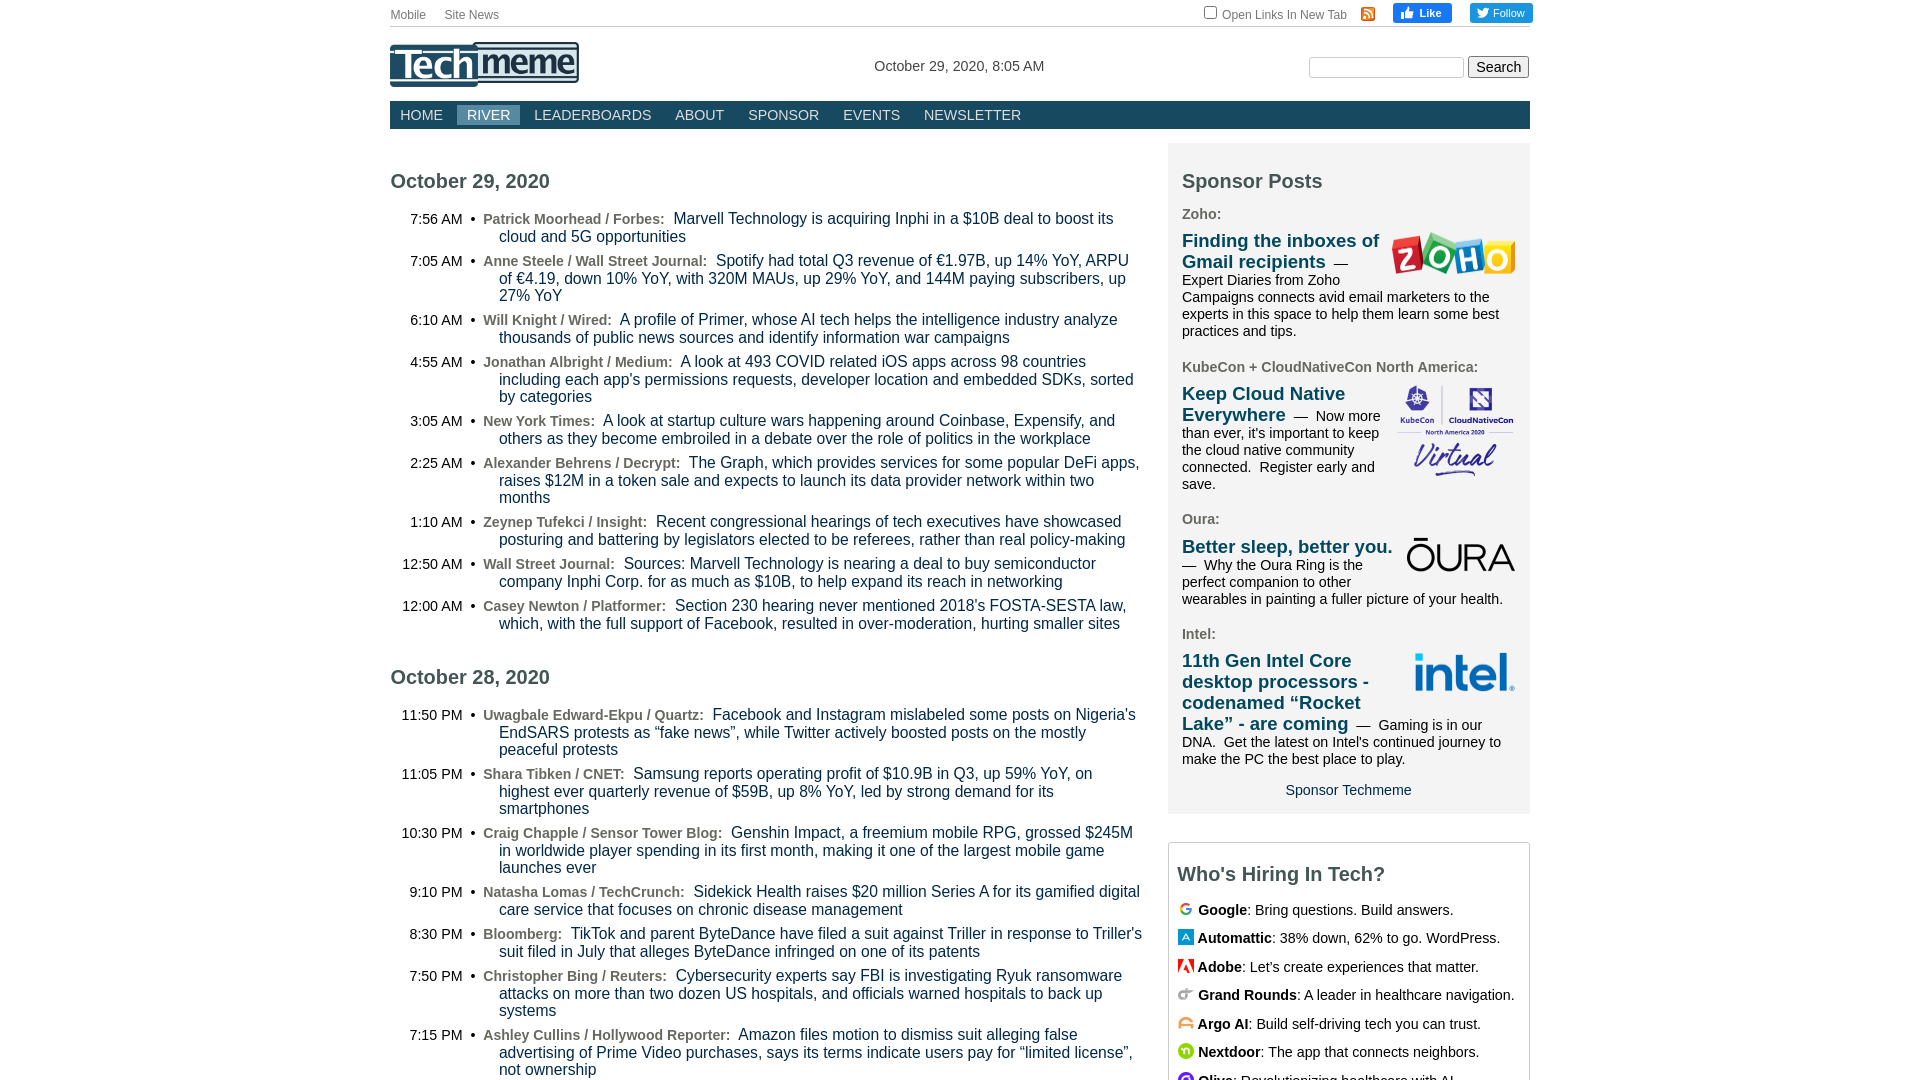 Mobile Site News Open Links In New Tab Like Follow
Techmeme October 29, 2020, 8:05 AM Search
HOME RIVER LEADERBOARDS ABOUT SPONSOR EVENTS NEWSLETTER
October 29, 2020
7:56 AM • Patrick Moorhead / Forbes: Marvell Technology is acquiring Inphi in a $10B deal to boost its
cloud and 5G opportunities
7:05 AM • Anne Steele / Wall Street Journal: Spotify had total Q3 revenue of €1.97B, up 14% YoY, ARPU
of €4.19, down 10% YoY, with 320M MAUs, up 29% YoY, and 144M paying subscribers, up
27% YoY
6:10 AM • Will Knight / Wired: A profile of Primer, whose AI tech helps the intelligence industry analyze
thousands of public news sources and identify information war campaigns
4:55 AM • Jonathan Albright / Medium: A look at 493 COVID related iOS apps across 98 countries
including each app's permissions requests, developer location and embedded SDKs, sorted
by categories
3:05 AM • New York Times: A look at startup culture wars happening around Coinbase, Expensify, and
others as they become embroiled in a debate over the role of politics in the workplace
2:25 AM • Alexander Behrens / Decrypt: The Graph, which provides services for some popular DeFi apps,
raises $12M in a token sale and expects to launch its data provider network within two
months
1:10 AM • Zeynep Tufekci / Insight: Recent congressional hearings of tech executives have showcased
posturing and battering by legislators elected to be referees, rather than real policy-making
12:50 AM • Wall Street Journal: Sources: Marvell Technology is nearing a deal to buy semiconductor
company Inphi Corp. for as much as $10B, to help expand its reach in networking
12:00 AM • Casey Newton / Platformer: Section 230 hearing never mentioned 2018's FOSTA-SESTA law,
which, with the full support of Facebook, resulted in over-moderation, hurting smaller sites
October 28, 2020
11:50 PM • Uwagbale Edward-Ekpu / Quartz: Facebook and Instagram mislabeled some posts on Nigeria's
EndSARS protests as “fake news”, while Twitter actively boosted posts on the mostly
peaceful protests
11:05 PM • Shara Tibken / CNET: Samsung reports operating profit of $10.9B in Q3, up 59% YoY, on
highest ever quarterly revenue of $59B, up 8% YoY, led by strong demand for its
smartphones
10:30 PM • Craig Chapple / Sensor Tower Blog: Genshin Impact, a freemium mobile RPG, grossed $245M
in worldwide player spending in its first month, making it one of the largest mobile game
launches ever
9:10 PM • Natasha Lomas / TechCrunch: Sidekick Health raises $20 million Series A for its gamified digital
care service that focuses on chronic disease management
8:30 PM • Bloomberg: TikTok and parent ByteDance have filed a suit against Triller in response to Triller's
suit filed in July that alleges ByteDance infringed on one of its patents
7:50 PM • Christopher Bing / Reuters: Cybersecurity experts say FBI is investigating Ryuk ransomware
attacks on more than two dozen US hospitals, and officials warned hospitals to back up
systems
7:15 PM • Ashley Cullins / Hollywood Reporter: Amazon files motion to dismiss suit alleging false
advertising of Prime Video purchases, says its terms indicate users pay for “limited license”,
not ownership
Sponsor Posts
Zoho:
Finding the inboxes of
Gmail recipients —
ZOHO
Expert Diaries from Zoho
Campaigns connects avid email marketers to the
experts in this space to help them learn some best
practices and tips.
KubeCon + CloudNativeCon North America:
Keep Cloud Native
Everywhere — Now more
than ever, it's important to keep
the cloud native community
connected. Register early and
save.
KubeCon CloudNativeCon
North America 2020
Virtual
Oura:
Better sleep, better you.
ŌURA
— Why the Oura Ring is the
perfect companion to other
wearables in painting a fuller picture of your health.
Intel:
11th Gen Intel Core
desktop processors -
codenamed “Rocket
Lake” - are coming — Gaming is in our
intel®
DNA. Get the latest on Intel's continued journey to
make the PC the best place to play.
Sponsor Techmeme
Who's Hiring In Tech?
Google: Bring questions. Build answers.
Automattic: 38% down, 62% to go. WordPress.
Adobe: Let’s create experiences that matter.
Grand Rounds: A leader in healthcare navigation.
Argo AI: Build self-driving tech you can trust.
Nextdoor: The app that connects neighbors.
Olive: Revolutionizing healthcare with AI